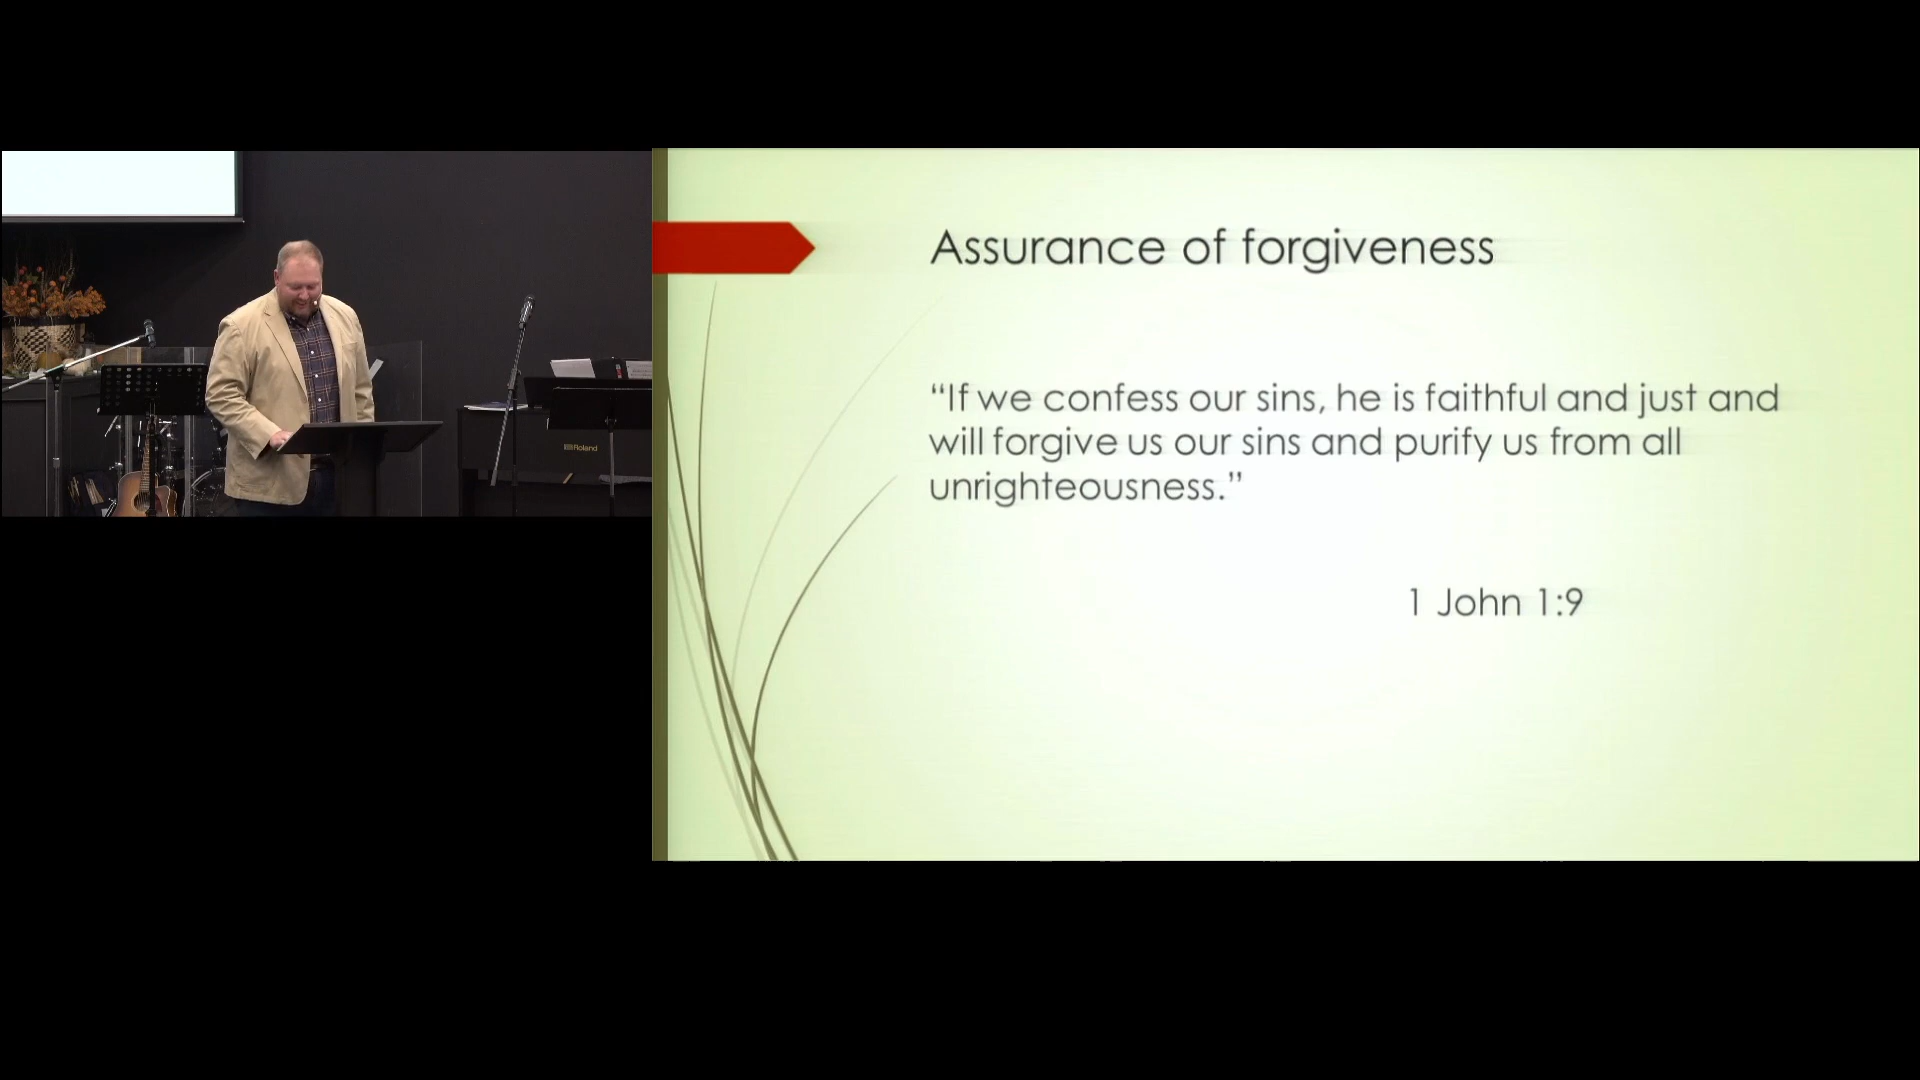 Assurance of forgiveness
“If we confess our sins, he is faithful and just and
will forgive us our sins and purify us from all
unrighteousness.”
1 John 1:9
Roland